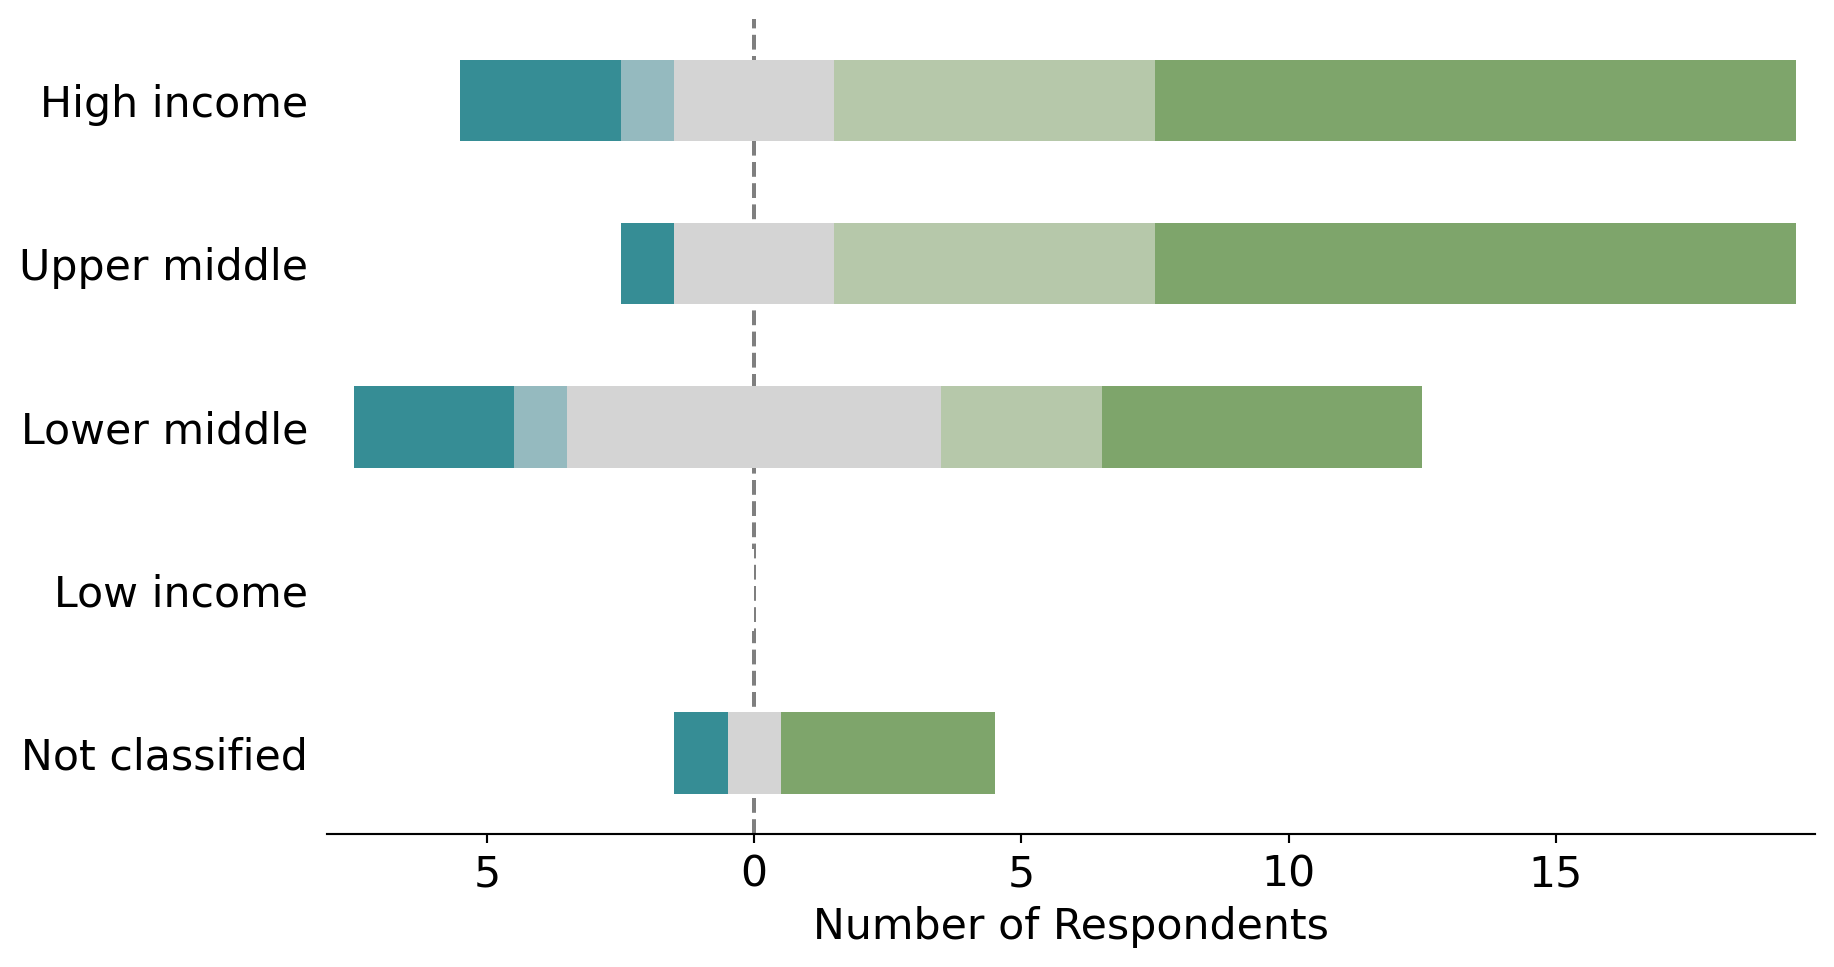 High income
Upper middle
Lower middle
Low income
Not classified
5 0 5 10 15
Number of Respondents